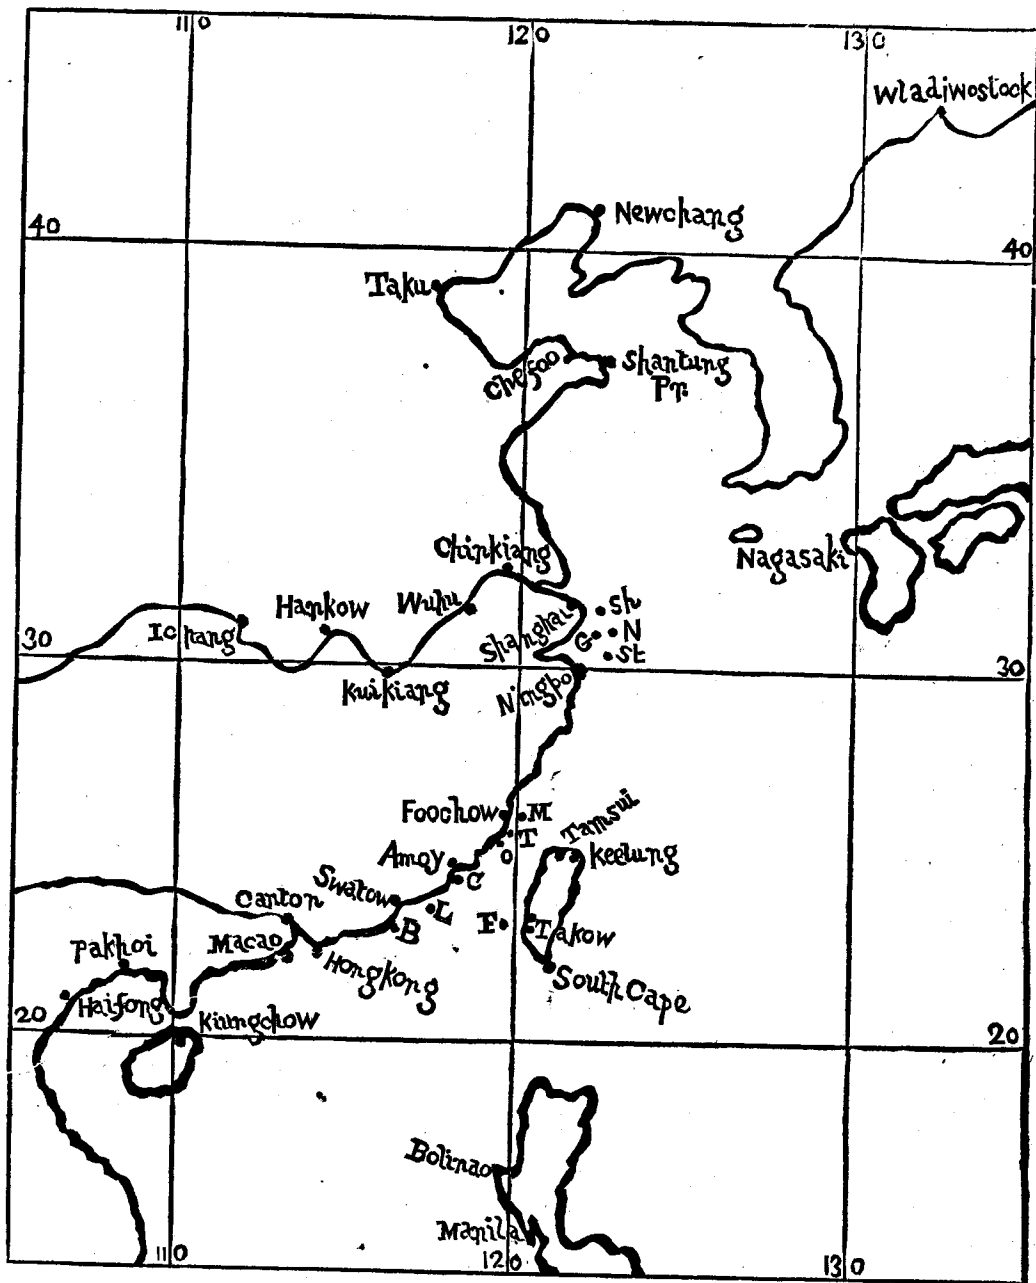 110
120
130
Wladiwostock
Newchang
40
40
Taku
Chefoo
Shantung
Pr.
Chinkiang
Nagasaki
Hankow
Wuhu
Shanghai
Sh
Ichang
G
N
St
30
30
Kuikiang
Ningpo
Foochow
M
Tamsui
T
O
Keelung
Amoy
C
Swatow
L
Canton
B
F
Takow
Macao
Pakhoi
Hongkong
South Cape
Haifong
20
Kiungchow
20
Bolinao
Manila
110
120
130